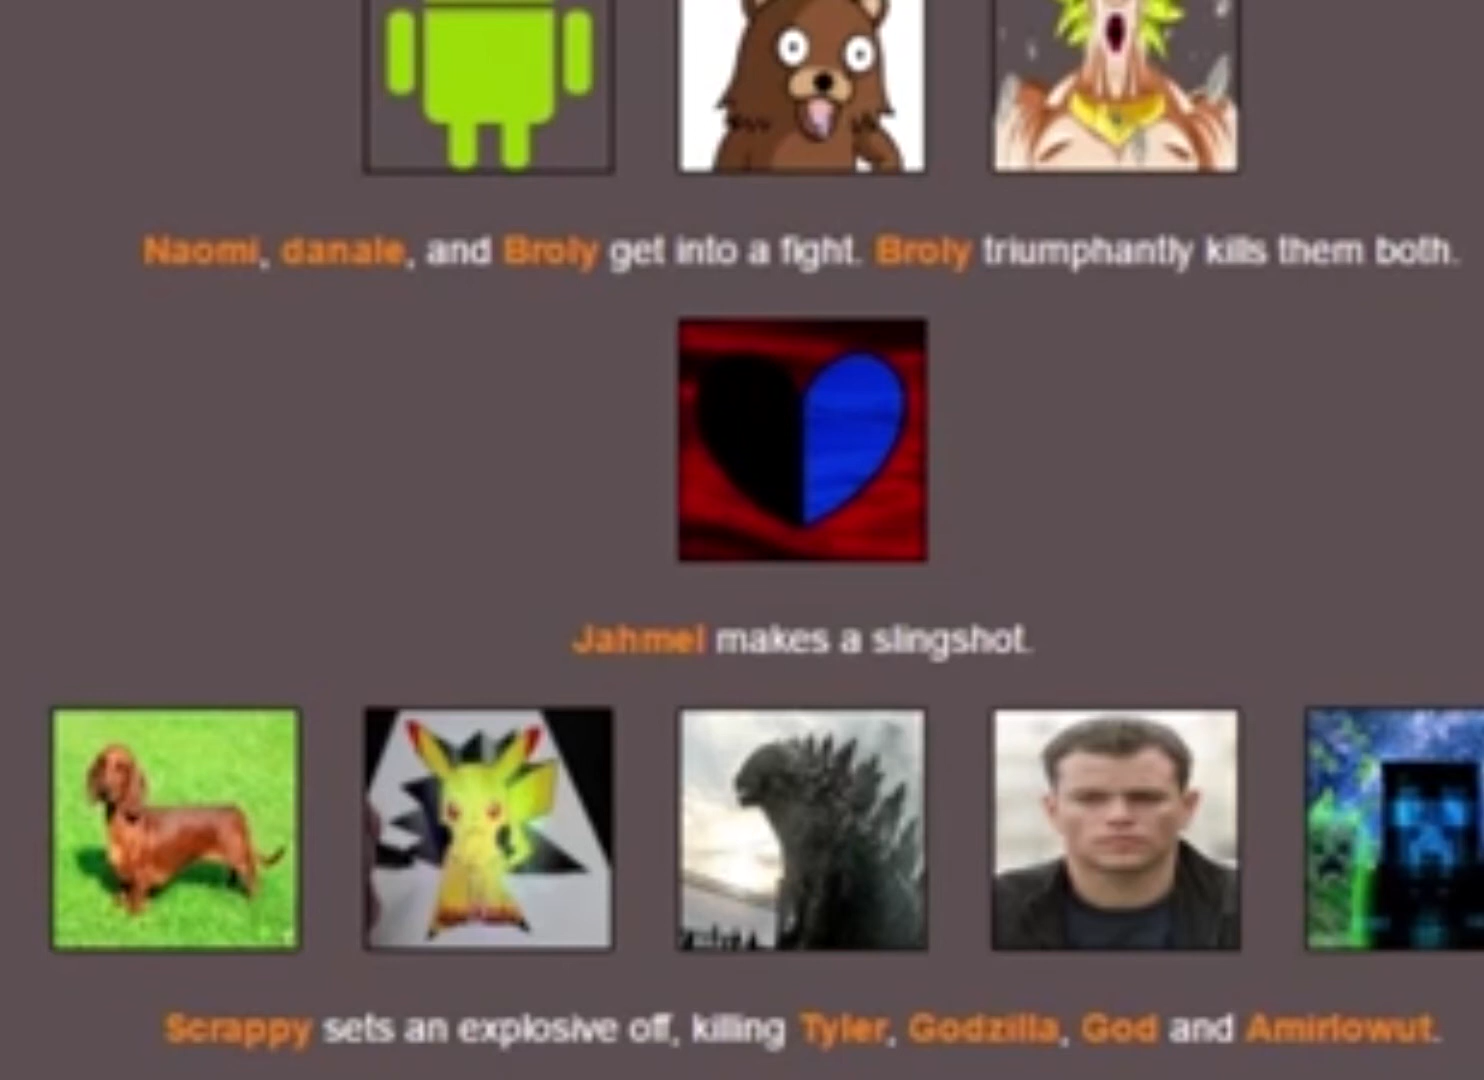 Naomi, danale, and Broly get into a fight. Broly triumphantly kills them both.
Jahmel makes a slingshot.
Scrappy sets an explosive off, killing Tyler, Godzilla, God and Amirlowut.